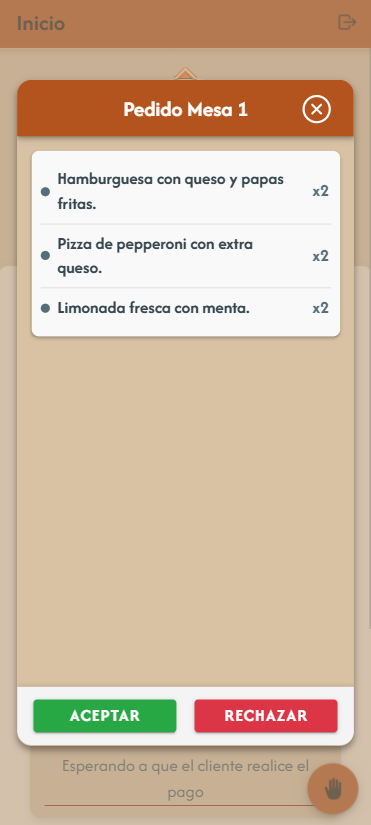 Inicio
Pedido Mesa 1
Hamburguesa con queso y papas
fritas.
x2
Pizza de pepperoni con extra
queso.
x2
Limonada fresca con menta.
x2
ACEPTAR
RECHAZAR
Esperando a que el cliente realice el
pago